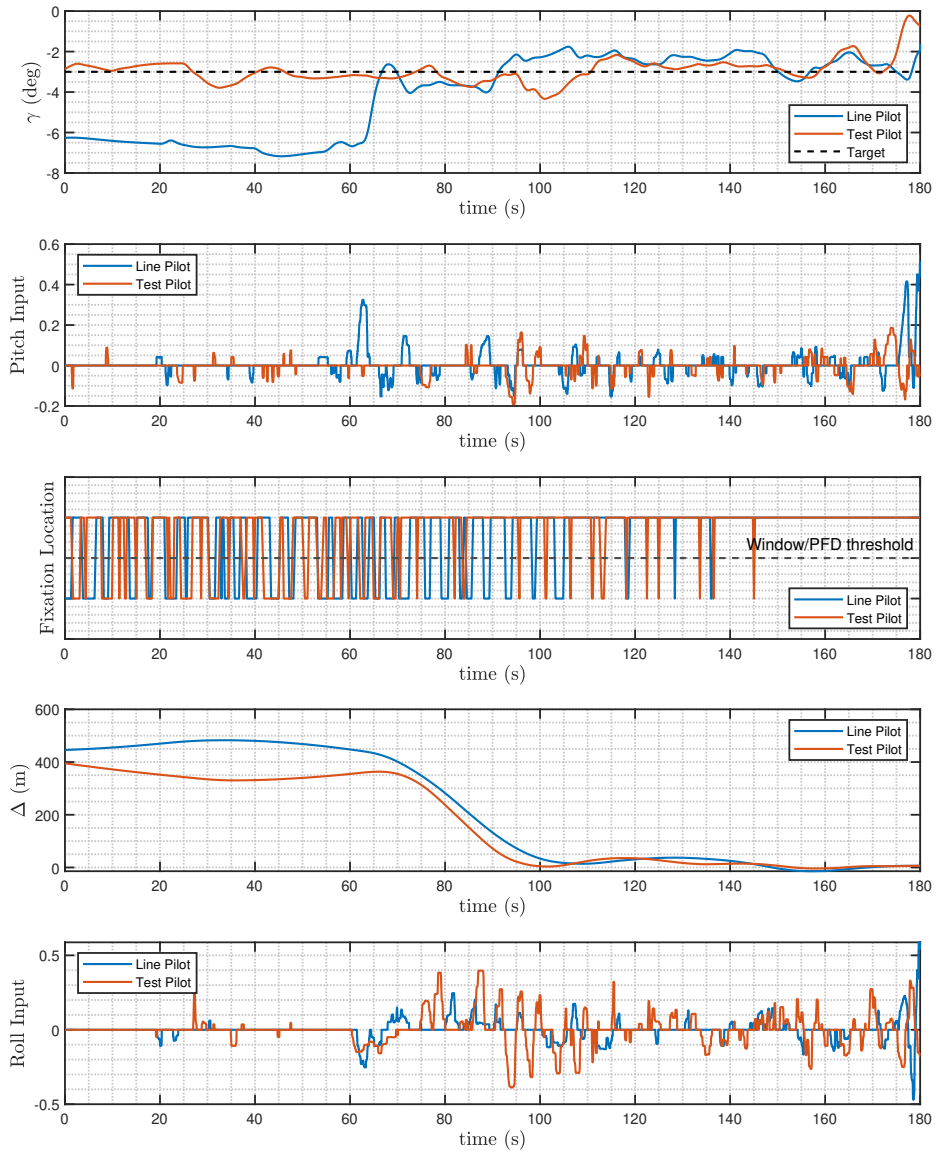 0
-2
-4
-6
-8
γ (deg)
Line Pilot
Test Pilot
Target
0 20 40 60 80 100 120 140 160 180
time (s)
0.6
0.4
0.2
0
-0.2
Pitch Input
Line Pilot
Test Pilot
0 20 40 60 80 100 120 140 160 180
time (s)
Fixation Location
Window/PFD threshold
Line Pilot
Test Pilot
0 20 40 60 80 100 120 140 160 180
time (s)
600
400
200
0
Δ (m)
Line Pilot
Test Pilot
0 20 40 60 80 100 120 140 160 180
time (s)
0.5
0
-0.5
Roll Input
Line Pilot
Test Pilot
0 20 40 60 80 100 120 140 160 180
time (s)